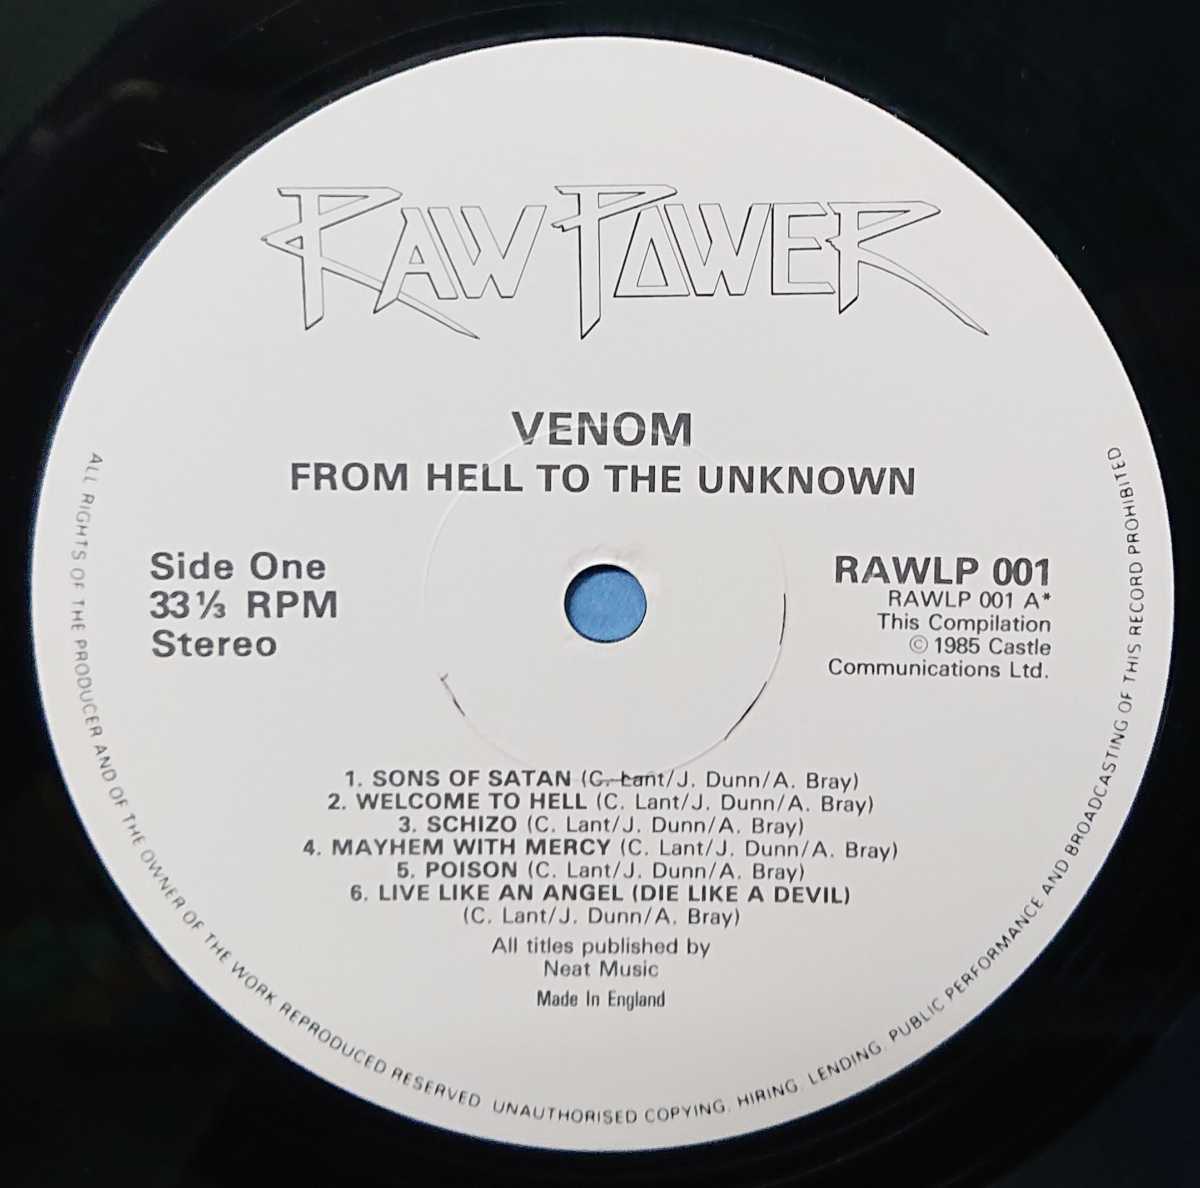 RAW POWER
VENOM
FROM HELL TO THE UNKNOWN
Side One
33⅓ RPM
Stereo
RAWLP 001
RAWLP 001 A*
This Compilation
© 1985 Castle
Communications Ltd.
1. SONS OF SATAN (C. Lant/J. Dunn/A. Bray)
2. WELCOME TO HELL (C. Lant/J. Dunn/A. Bray)
3. SCHIZO (C. Lant/J. Dunn/A. Bray)
4. MAYHEM WITH MERCY (C. Lant/J. Dunn/A. Bray)
5. POISON (C. Lant/J. Dunn/A. Bray)
6. LIVE LIKE AN ANGEL (DIE LIKE A DEVIL)
(C. Lant/J. Dunn/A. Bray)
All titles published by
Neat Music
Made In England
ALL RIGHTS OF THE PRODUCER AND OF THE OWNER OF THE WORK REPRODUCED RESERVED. UNAUTHORISED COPYING, HIRING, LENDING, PUBLIC PERFORMANCE AND BROADCASTING OF THIS RECORD PROHIBITED